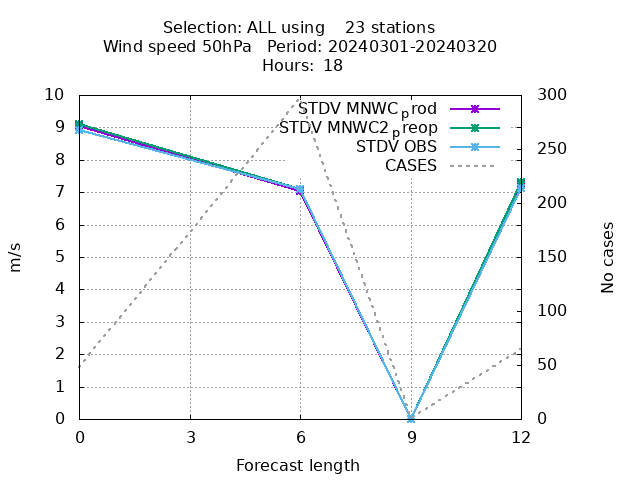 Selection: ALL using    23 stations
Wind speed 50hPa   Period: 20240301-20240320
Hours: 18
10 300
STDV MNWCprod
9 STDV MNWC2preop 250
STDV OBS
8 CASES
7 200
6
5 150
4
3 100
2 50
1
0 0
0 3 6 9 12
m/s
No cases
Forecast length